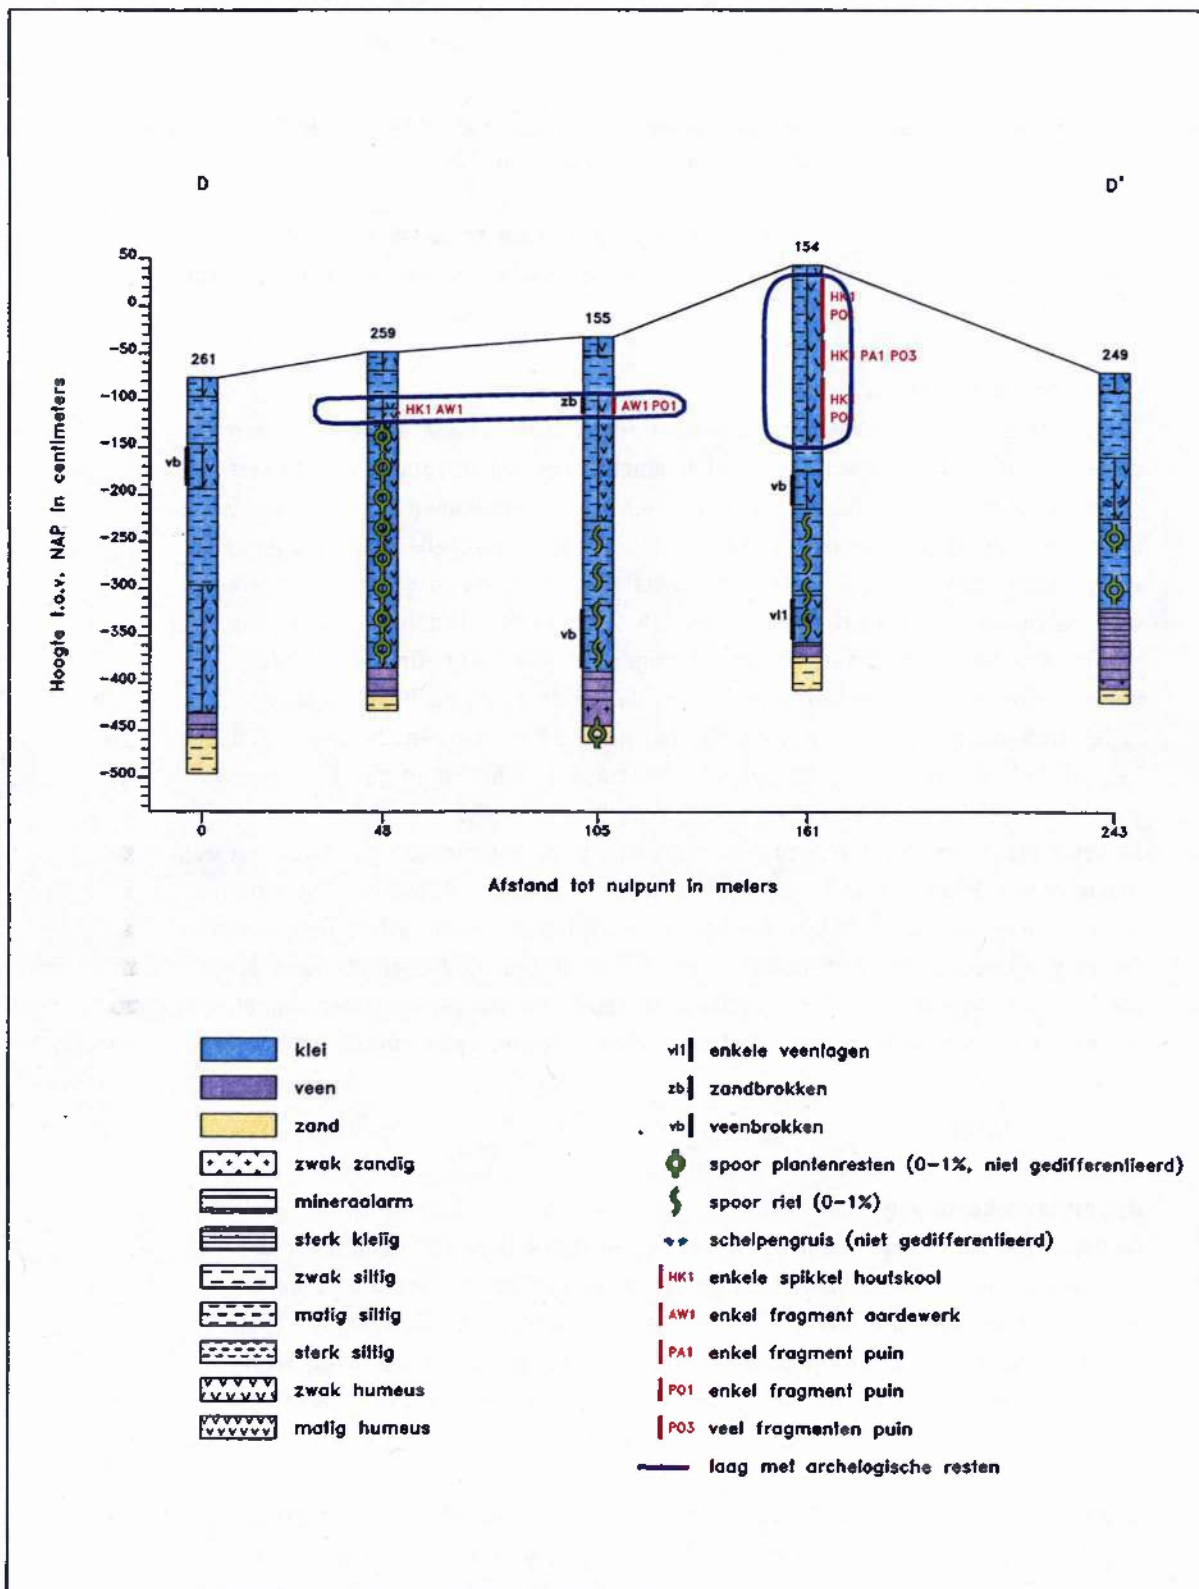 D D'
154
155
259
261
249
50
0
-50
-100
-150
-200
-250
-300
-350
-400
-450
-500
Hoogte t.o.v. NAP in centimeters
HK1
PO1
HK1 PA1 PO3
HK1
PO1
HK1 AW1
zb
AW1 PO1
vb
vb
vl1
vb
0 48 105 161 243
Afstand tot nulpunt in meters
klei
veen
zand
zwak zandig
mineraalarm
sterk kleiig
zwak siltig
matig siltig
sterk siltig
zwak humeus
matig humeus
vl1 enkele veenlagen
zb zandbrokken
vb veenbrokken
spoor plantenresten (0-1%, niet gedifferentieerd)
spoor riet (0-1%)
schelpengruis (niet gedifferentieerd)
HK1 enkele spikkel houtskool
AW1 enkel fragment aardewerk
PA1 enkel fragment puin
PO1 enkel fragment puin
PO3 veel fragmenten puin
laag met archelogische resten